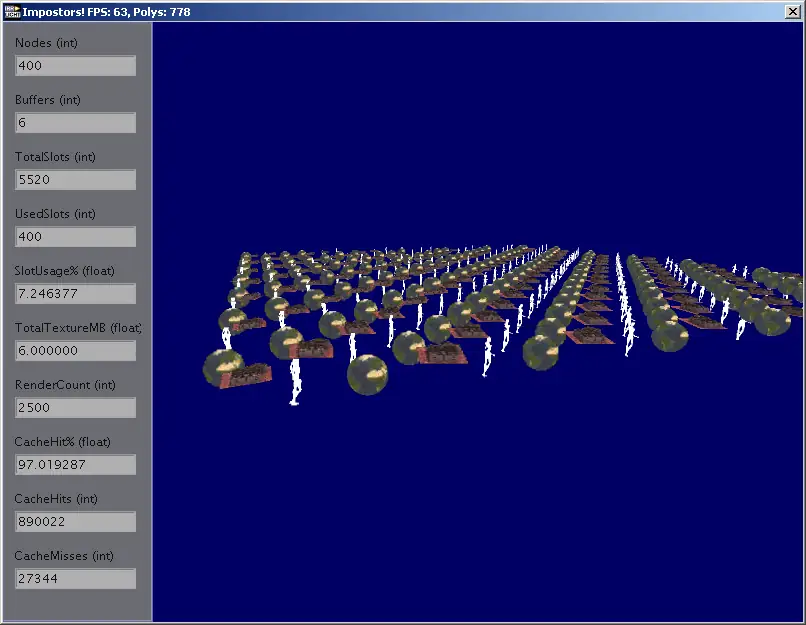 IRR
LICHT
Impostors! FPS: 63, Polys: 778
Nodes (int)
400
Buffers (int)
6
TotalSlots (int)
5520
UsedSlots (int)
400
SlotUsage% (float)
7.246377
TotalTextureMB (float)
6.000000
RenderCount (int)
2500
CacheHit% (float)
97.019287
CacheHits (int)
890022
CacheMisses (int)
27344